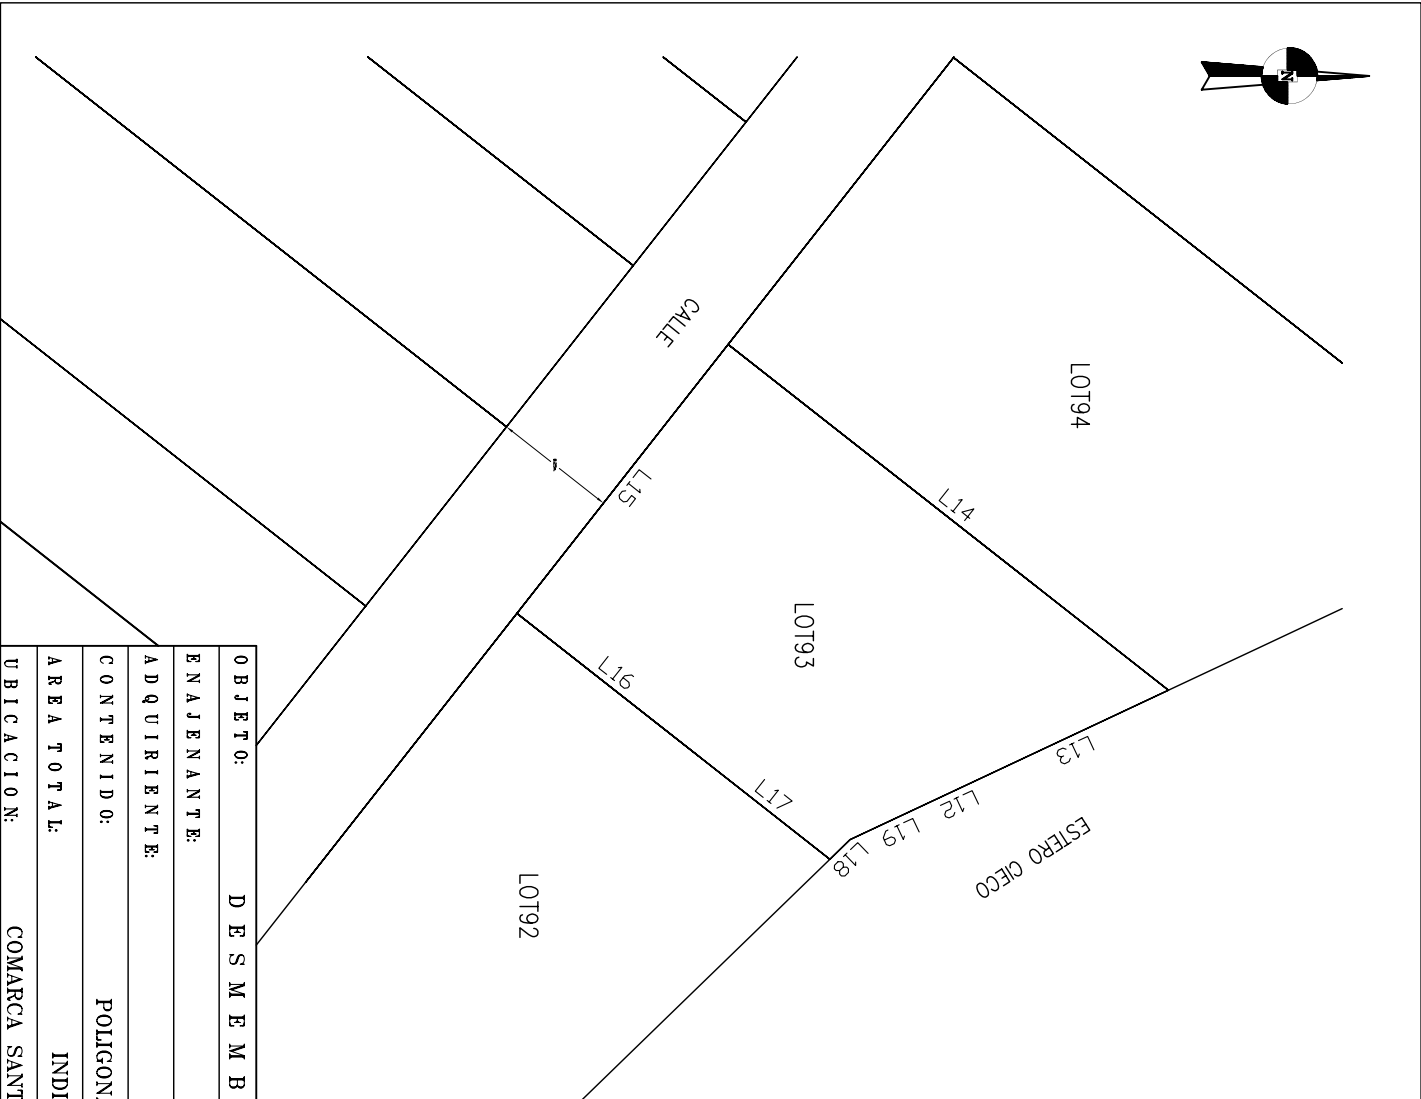 N
LOT94
CALLE
L14
L15
LOT93
L13
L16
L12
L19
L17
L18
ESTERO CIECO
LOT92
OBJETO: DESMEMB
ENAJENANTE:
ADQUIRIENTE:
CONTENIDO: POLIGON
AREA TOTAL: INDI
UBICACION: COMARCA SANT